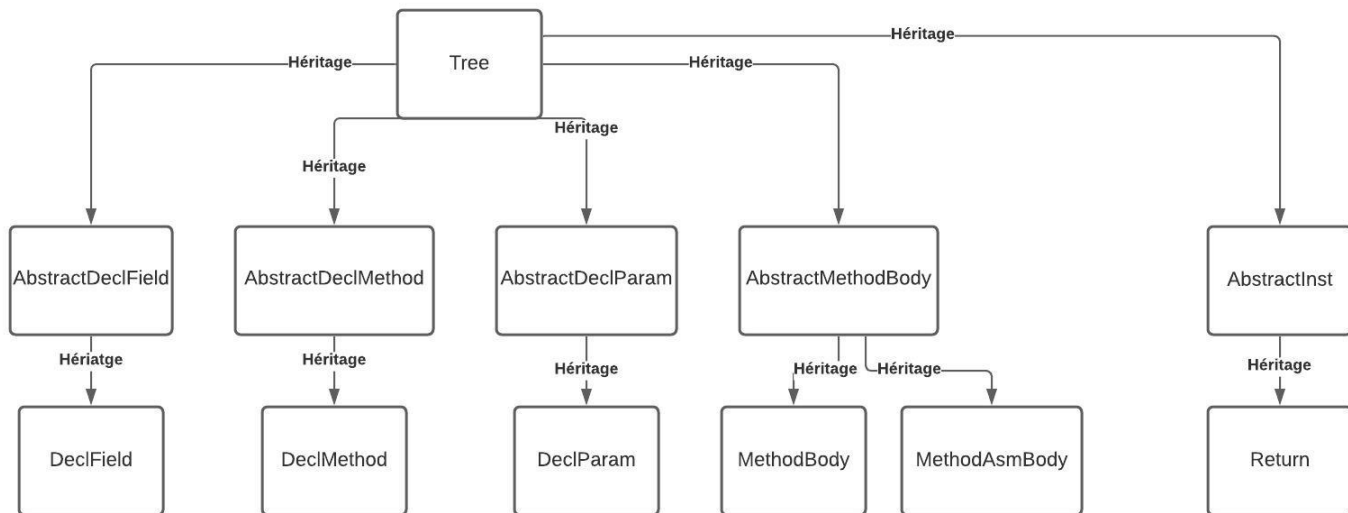 Héritage
Tree
Héritage
Héritage
Héritage
Héritage
AbstractDeclField
AbstractDeclMethod
AbstractDeclParam
AbstractMethodBody
AbstractInst
Hériatge
Héritage
Héritage
Héritage
Héritage
Héritage
DeclField
DeclMethod
DeclParam
MethodBody
MethodAsmBody
Return